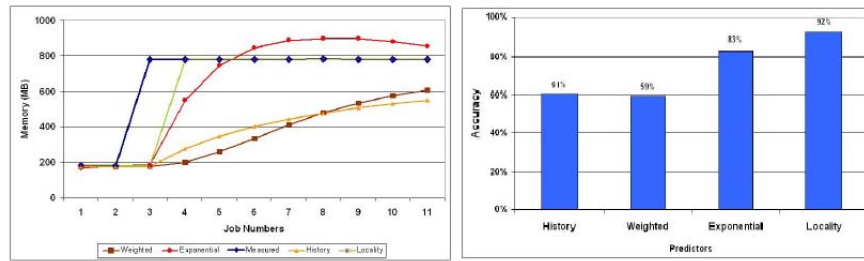 1000
800
600
400
200
0
Memory (MB)
1 2 3 4 5 6 7 8 9 10 11
Job Numbers
Weighted Exponential Measured History Locality
100%
80%
60%
40%
20%
0%
Accuracy
61%
59%
83%
92%
History Weighted Exponential Locality
Predictors